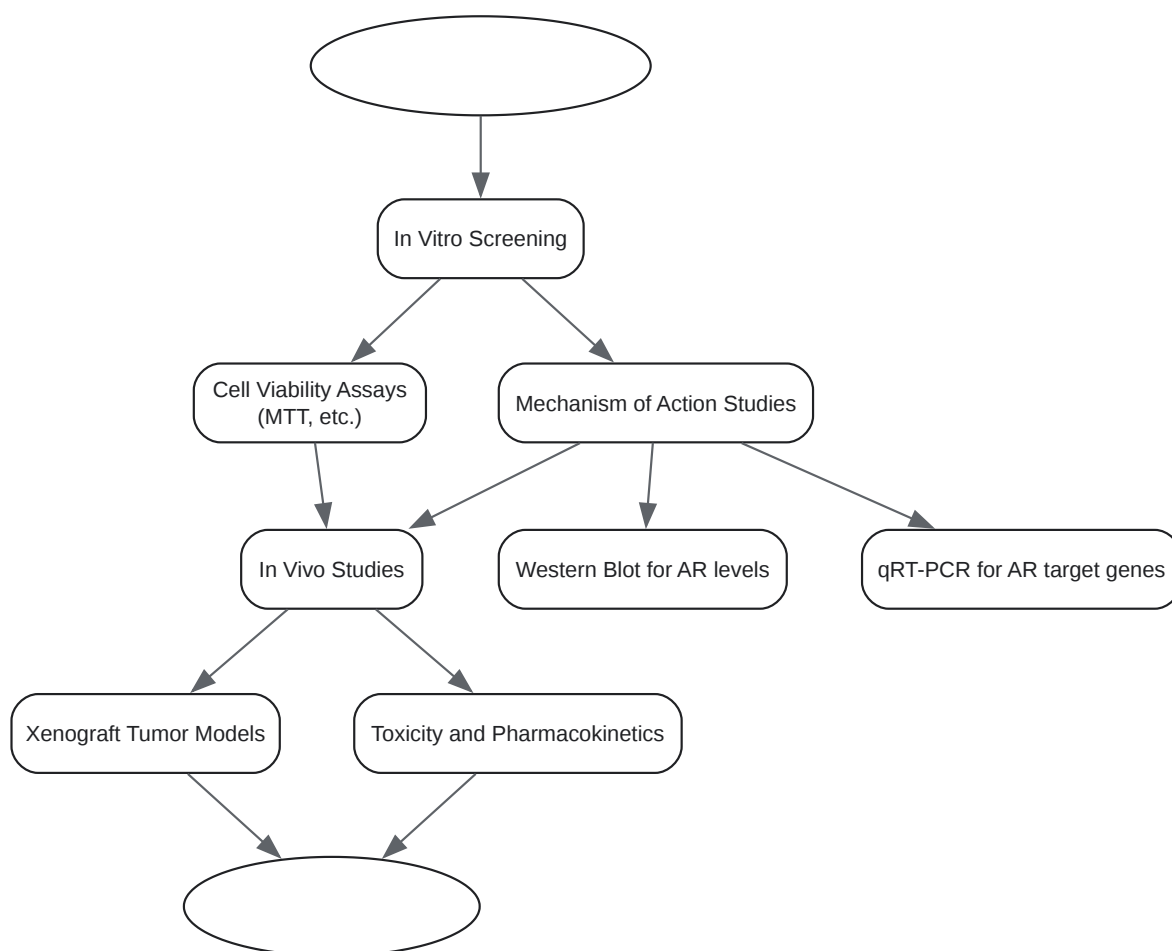 In Vitro Screening
Cell Viability Assays
(MTT, etc.)
Mechanism of Action Studies
In Vivo Studies
Western Blot for AR levels
qRT-PCR for AR target genes
Xenograft Tumor Models
Toxicity and Pharmacokinetics